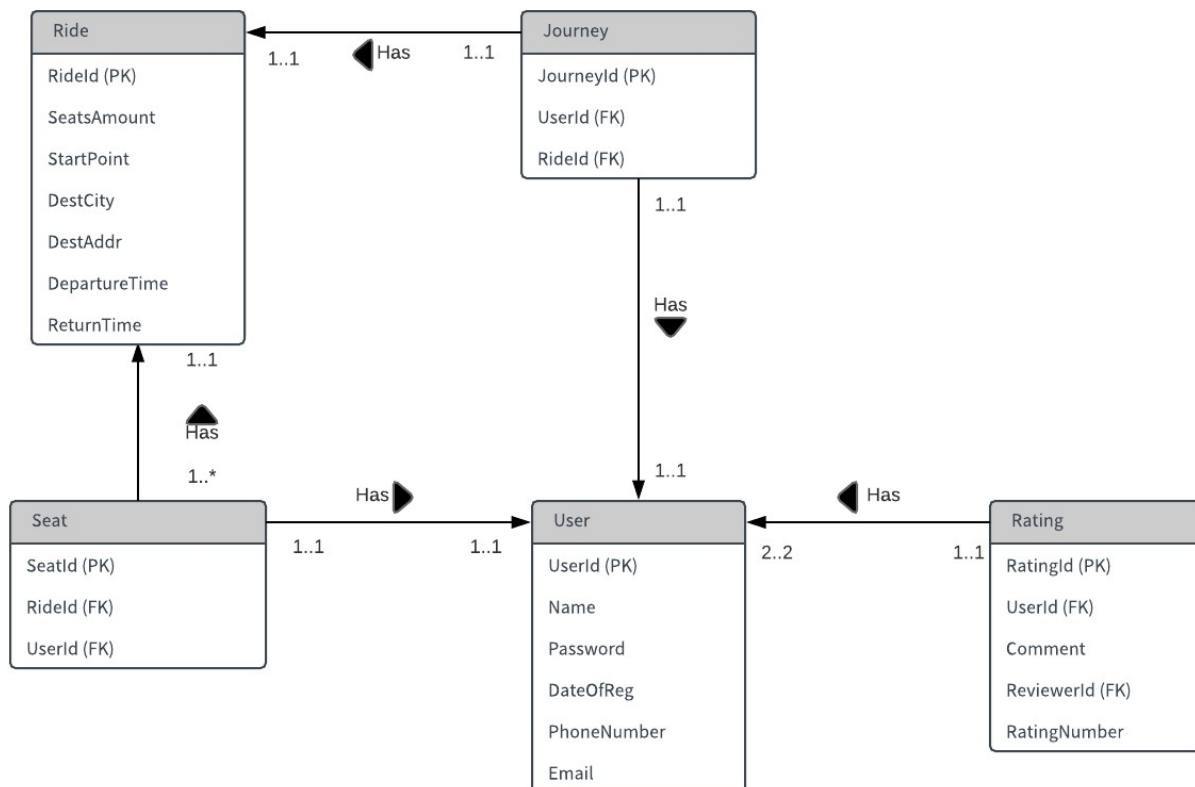 Ride
RideId (PK)
SeatsAmount
StartPoint
DestCity
DestAddr
DepartureTime
ReturnTime
1..1
Has
1..1
Journey
JourneyId (PK)
UserId (FK)
RideId (FK)
1..1
Has
1..1
1..1
Has
1..*
Seat
SeatId (PK)
RideId (FK)
UserId (FK)
Has
1..1
1..1
User
UserId (PK)
Name
Password
DateOfReg
PhoneNumber
Email
Has
2..2
1..1
Rating
RatingId (PK)
UserId (FK)
Comment
ReviewerId (FK)
RatingNumber